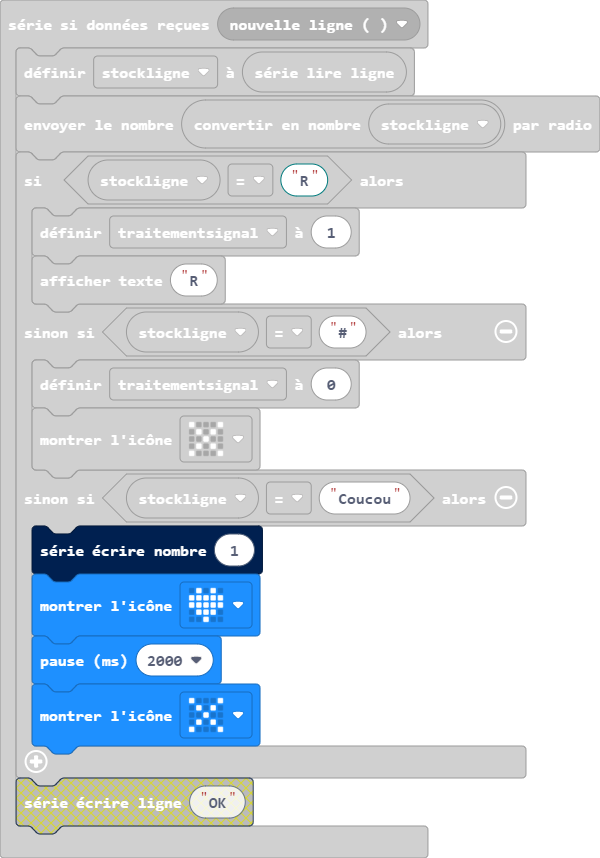 série si données reçues nouvelle ligne ( )
définir stockligne à série lire ligne
envoyer le nombre convertir en nombre stockligne par radio
si stockligne = "R" alors
définir traitementsignal à 1
afficher texte "R"
sinon si stockligne = "#" alors
définir traitementsignal à 0
montrer l'icône
sinon si stockligne = "Coucou" alors
série écrire nombre 1
montrer l'icône
pause (ms) 2000
montrer l'icône
série écrire ligne "OK"